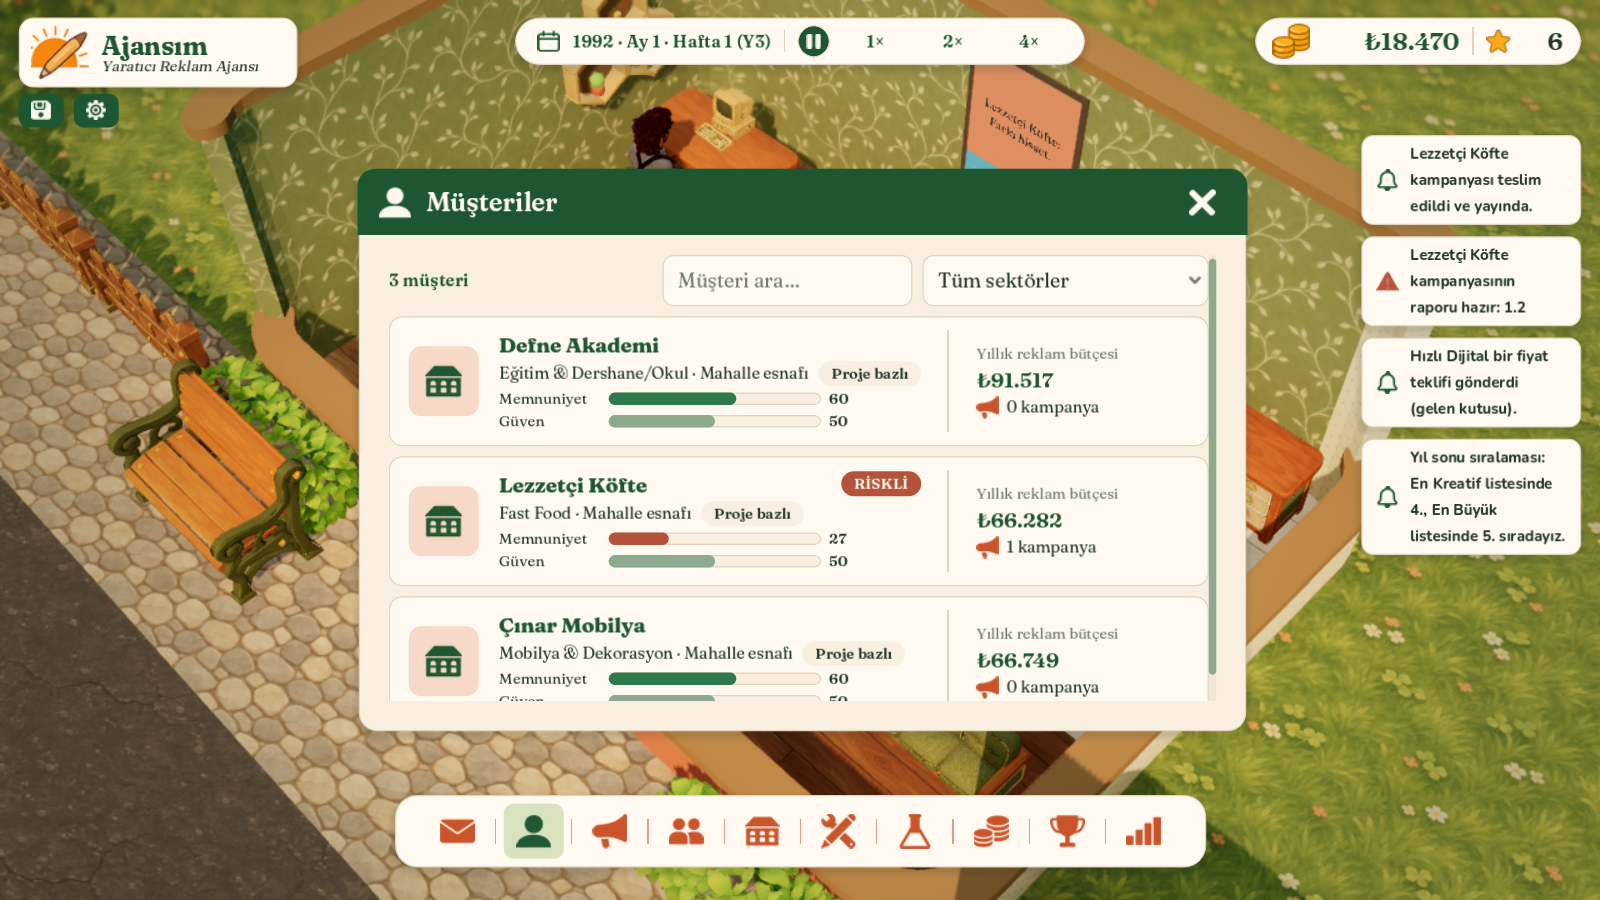 Ajansım
Yaratıcı Reklam Ajansı
1992 · Ay 1 · Hafta 1 (Y3)
1×
2×
4×
₺18.470
6
Lezzetçi Köfte:
Farkı hisset.
Müşteriler
3 müşteri
Müşteri ara...
Tüm sektörler
Defne Akademi
Eğitim & Dershane/Okul · Mahalle esnafı
Proje bazlı
Memnuniyet
60
Güven
50
Yıllık reklam bütçesi
₺91.517
0 kampanya
Lezzetçi Köfte
RİSKLİ
Fast Food · Mahalle esnafı
Proje bazlı
Memnuniyet
27
Güven
50
Yıllık reklam bütçesi
₺66.282
1 kampanya
Çınar Mobilya
Mobilya & Dekorasyon · Mahalle esnafı
Proje bazlı
Memnuniyet
60
Güven
50
Yıllık reklam bütçesi
₺66.749
0 kampanya
Lezzetçi Köfte
kampanyası teslim
edildi ve yayında.
Lezzetçi Köfte
kampanyasının
raporu hazır: 1.2
Hızlı Dijital bir fiyat
teklifi gönderdi
(gelen kutusu).
Yıl sonu sıralaması:
En Kreatif listesinde
4., En Büyük
listesinde 5. sıradayız.